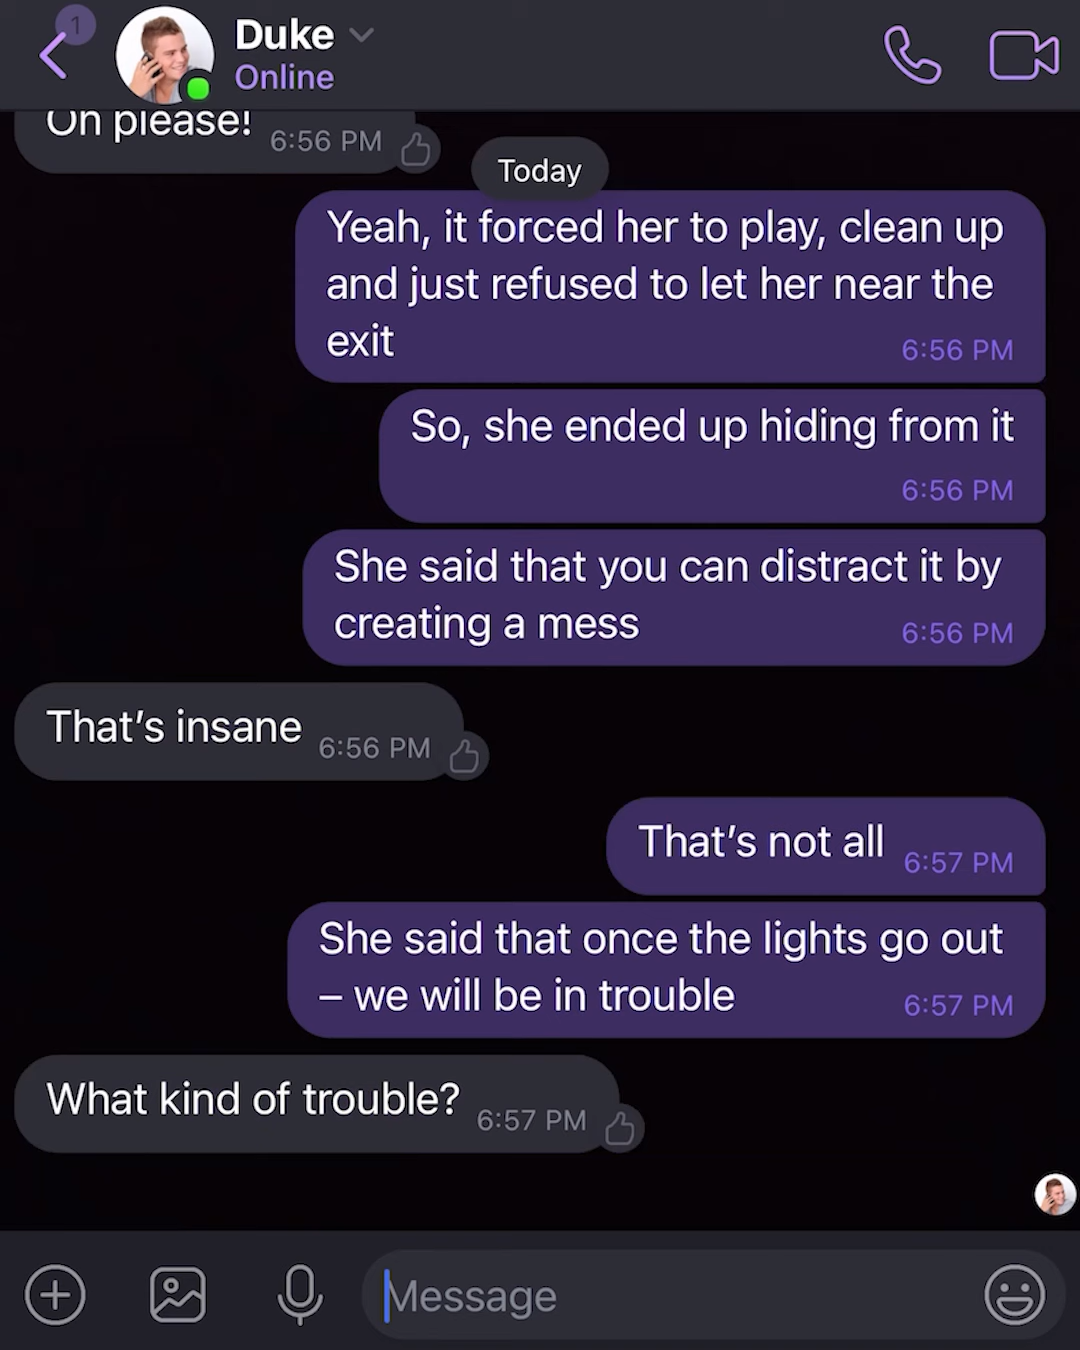 1
Duke
Online
Oh please!
6:56 PM
Today
Yeah, it forced her to play, clean up
and just refused to let her near the
exit
6:56 PM
So, she ended up hiding from it
6:56 PM
She said that you can distract it by
creating a mess
6:56 PM
That’s insane
6:56 PM
That’s not all
6:57 PM
She said that once the lights go out
– we will be in trouble
6:57 PM
What kind of trouble?
6:57 PM
Message